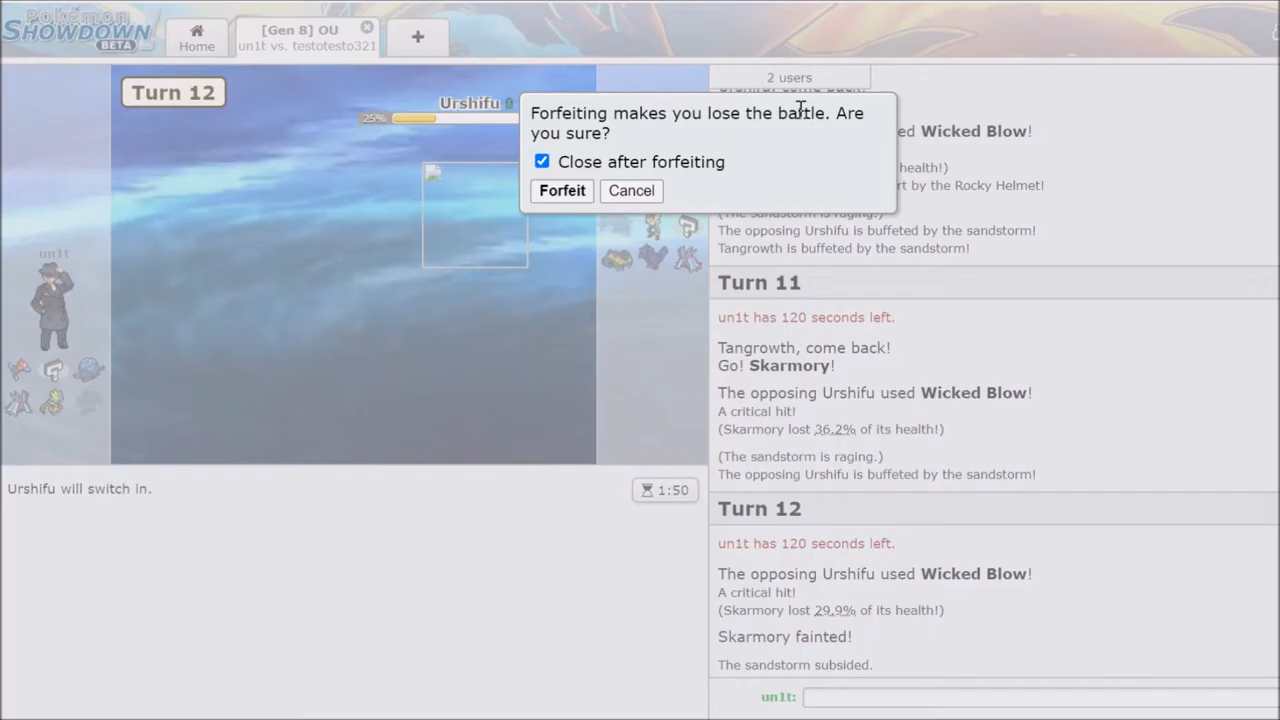 Pokémon
SHOWDOWN
BETA
Home
[Gen 8] OU
un1t vs. testotesto321
+
Turn 12
Urshifu
25%
un1t
Urshifu will switch in.
1:50
2 users
Forfeiting makes you lose the battle. Are
you sure?
Close after forfeiting
Forfeit
Cancel
ed Wicked Blow!
health!)
rt by the Rocky Helmet!
(The sandstorm is raging.)
The opposing Urshifu is buffeted by the sandstorm!
Tangrowth is buffeted by the sandstorm!
Turn 11
un1t has 120 seconds left.
Tangrowth, come back!
Go! Skarmory!
The opposing Urshifu used Wicked Blow!
A critical hit!
(Skarmory lost 36.2% of its health!)
(The sandstorm is raging.)
The opposing Urshifu is buffeted by the sandstorm!
Turn 12
un1t has 120 seconds left.
The opposing Urshifu used Wicked Blow!
A critical hit!
(Skarmory lost 29.9% of its health!)
Skarmory fainted!
The sandstorm subsided.
un1t: